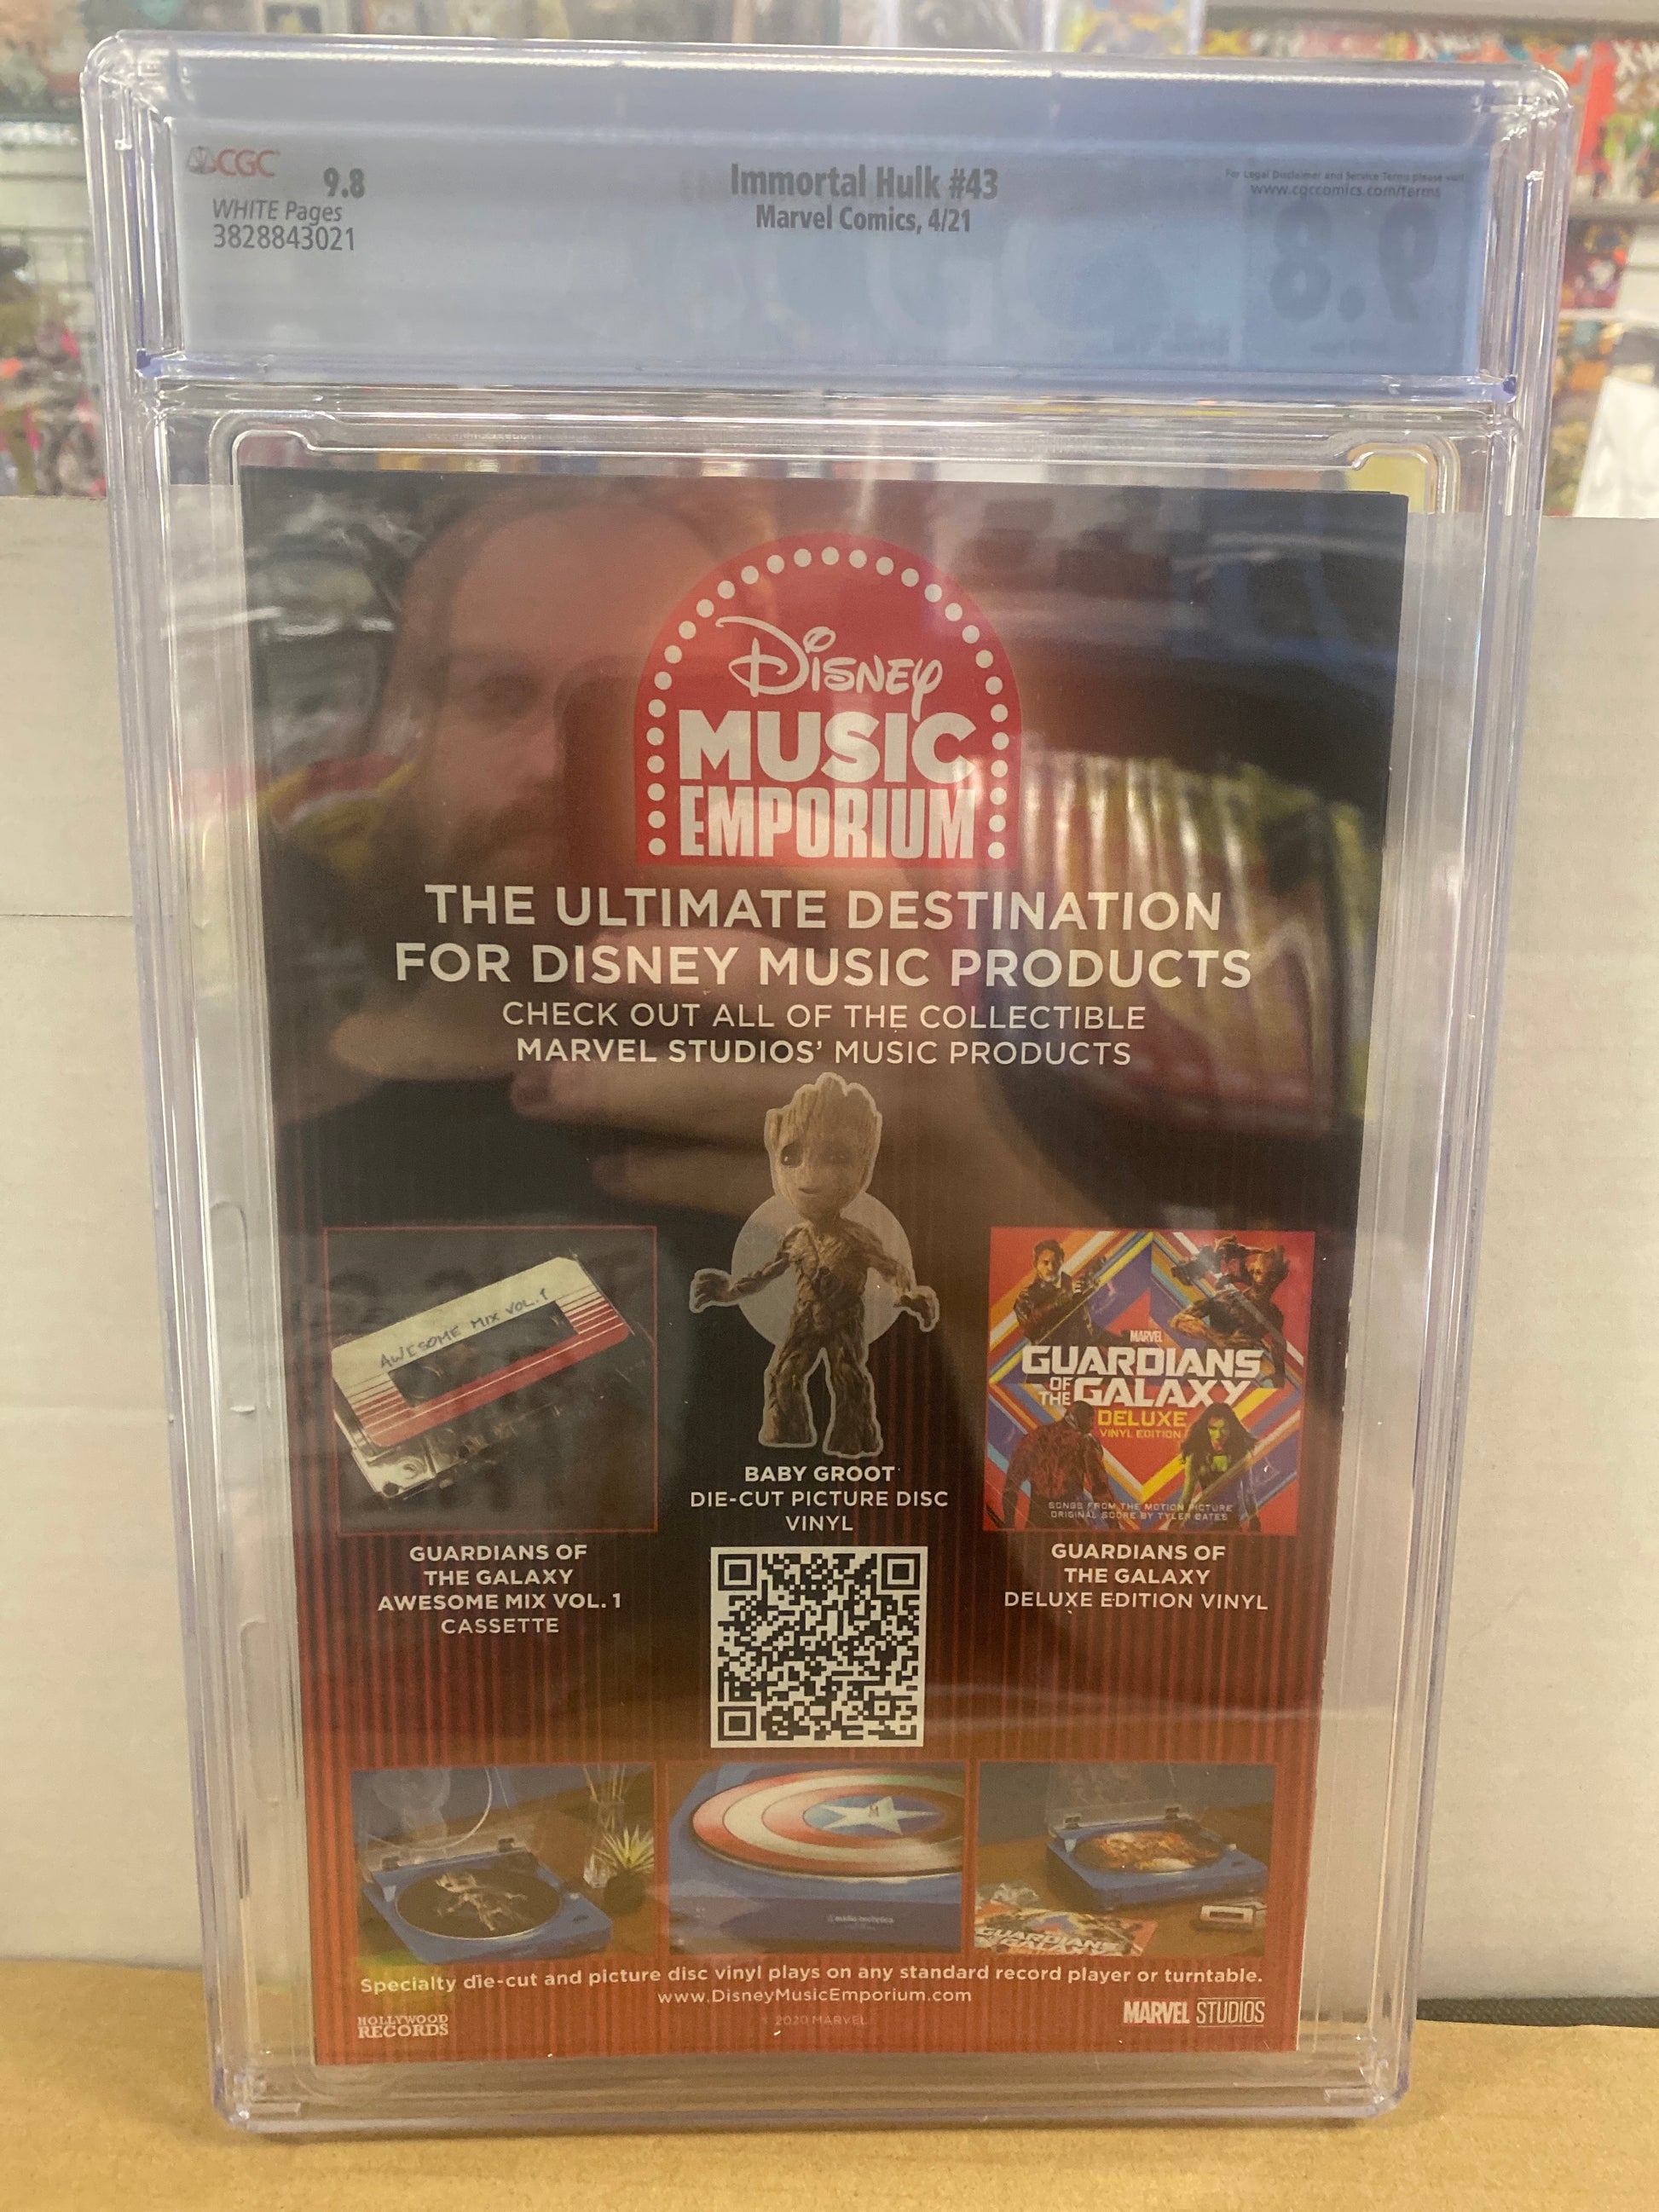 CGC
9.8
WHITE Pages
3828843021
Immortal Hulk #43
Marvel Comics, 4/21
For Legal Disclaimer and Service Terms please visit
www.cgccomics.com/terms
9.8
Disney
MUSIC
EMPORIUM
THE ULTIMATE DESTINATION
FOR DISNEY MUSIC PRODUCTS
CHECK OUT ALL OF THE COLLECTIBLE
MARVEL STUDIOS’ MUSIC PRODUCTS
AWESOME MIX VOL. 1
MARVEL
GUARDIANS
OF
THE GALAXY
DELUXE
VINYL EDITION
SONGS FROM THE MOTION PICTURE
ORIGINAL SCORE BY TYLER BATES
BABY GROOT
DIE-CUT PICTURE DISC
VINYL
GUARDIANS OF
THE GALAXY
AWESOME MIX VOL. 1
CASSETTE
GUARDIANS OF
THE GALAXY
DELUXE EDITION VINYL
audio-technica
GUARDIANS
GALAXY
Specialty die-cut and picture disc vinyl plays on any standard record player or turntable.
www.DisneyMusicEmporium.com
HOLLYWOOD
RECORDS
© 2020 MARVEL
MARVEL STUDIOS